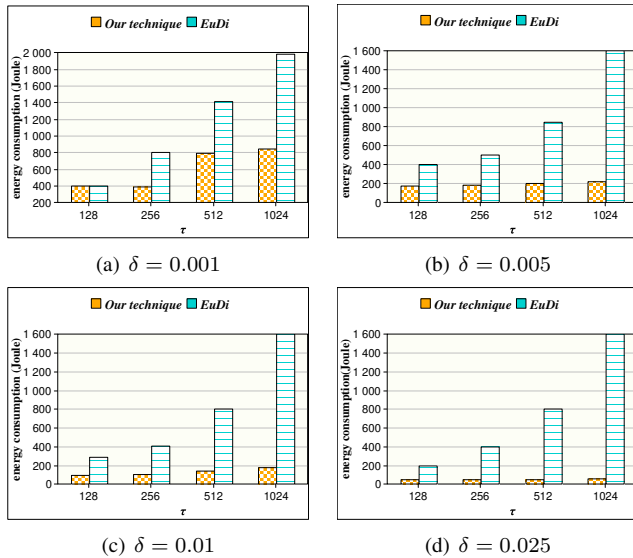 Our technique EuDi
energy consumption (Joule)
2 000
1 800
1 600
1 400
1 200
1 000
800
600
400
200
128 256 512 1024
τ
(a) δ = 0.001
Our technique EuDi
energy consumption (Joule)
1 600
1 400
1 200
1 000
800
600
400
200
0
128 256 512 1024
τ
(b) δ = 0.005
Our technique EuDi
energy consumption (Joule)
1 600
1 400
1 200
1 000
800
600
400
200
0
128 256 512 1024
τ
(c) δ = 0.01
Our technique EuDi
energy consumption(Joule)
1 600
1 400
1 200
1 000
800
600
400
200
0
128 256 512 1024
τ
(d) δ = 0.025